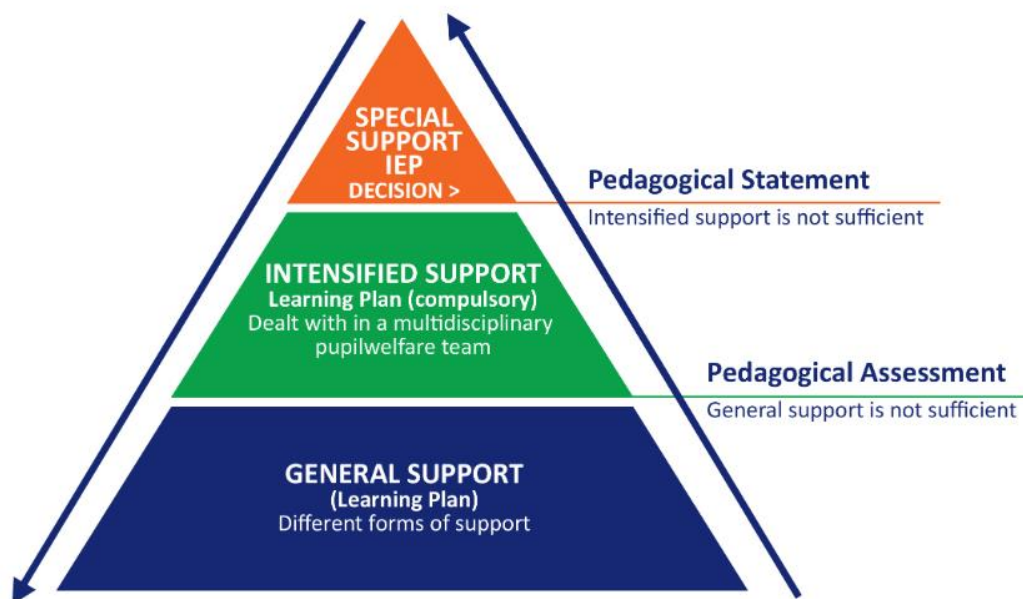 SPECIAL
SUPPORT
IEP
DECISION >
Pedagogical Statement
Intensified support is not sufficient
INTENSIFIED SUPPORT
Learning Plan (compulsory)
Dealt with in a multidisciplinary
pupilwelfare team
Pedagogical Assessment
General support is not sufficient
GENERAL SUPPORT
(Learning Plan)
Different forms of support